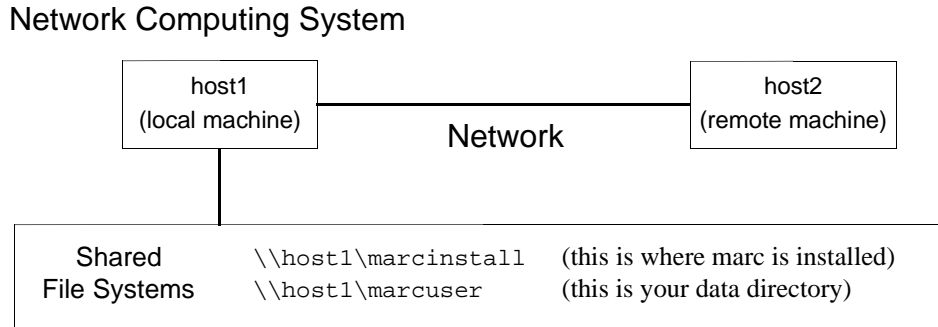 Network Computing System
host1
(local machine)
host2
(remote machine)
Network
Shared
File Systems
\\host1\marcinstall (this is where marc is installed)
\\host1\marcuser (this is your data directory)